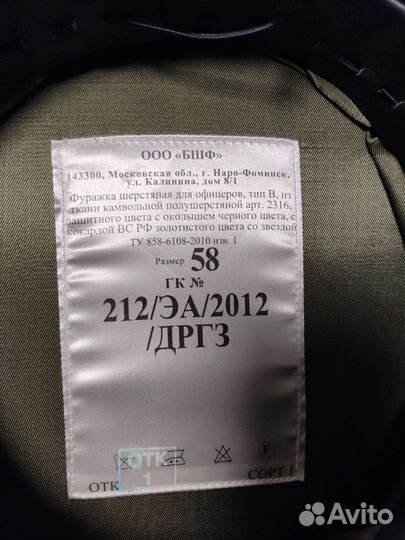 ООО «БШФ»
143300, Московская обл., г. Наро-Фоминск,
ул. Калинина, дом 8/1
Фуражка шерстяная для офицеров, тип В, из
ткани камвольной полушерстяной арт. 2316,
защитного цвета с околышем черного цвета, с
кокардой ВС РФ золотистого цвета со звездой
ТУ 858-6108-2010 изв. 1
Размер 58
ГК №
212/ЭА/2012
/ДРГЗ
ОТК
1
F
ОТК
СОРТ 1
Avito